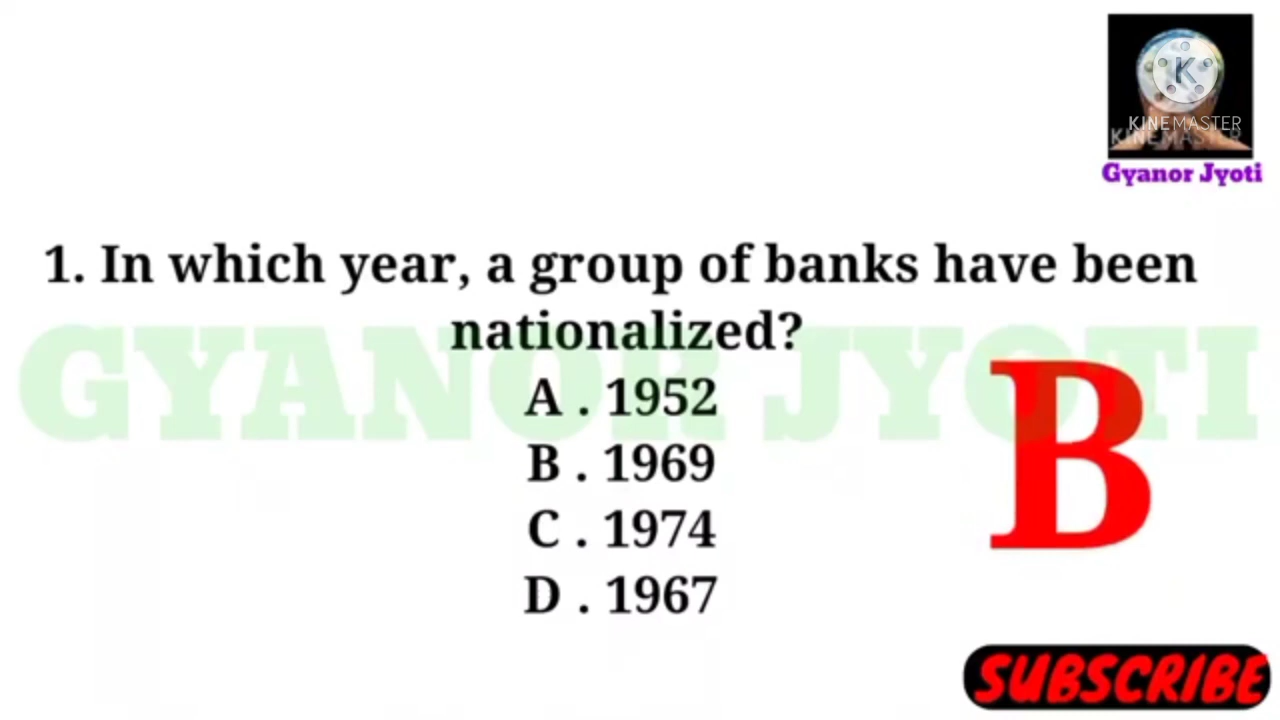 K
KINEMASTER
KINEMASTER
Gyanor Jyoti
1. In which year, a group of banks have been
nationalized?
GYANOR JYOTI
A . 1952
B . 1969
C . 1974
D . 1967
B
SUBSCRIBE